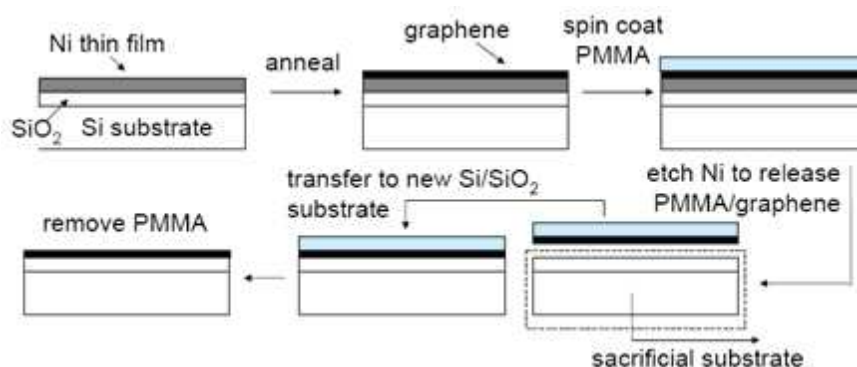 Ni thin film
SiO2
Si substrate
anneal
graphene
spin coat
PMMA
etch Ni to release
PMMA/graphene
transfer to new Si/SiO2
substrate
remove PMMA
sacrificial substrate